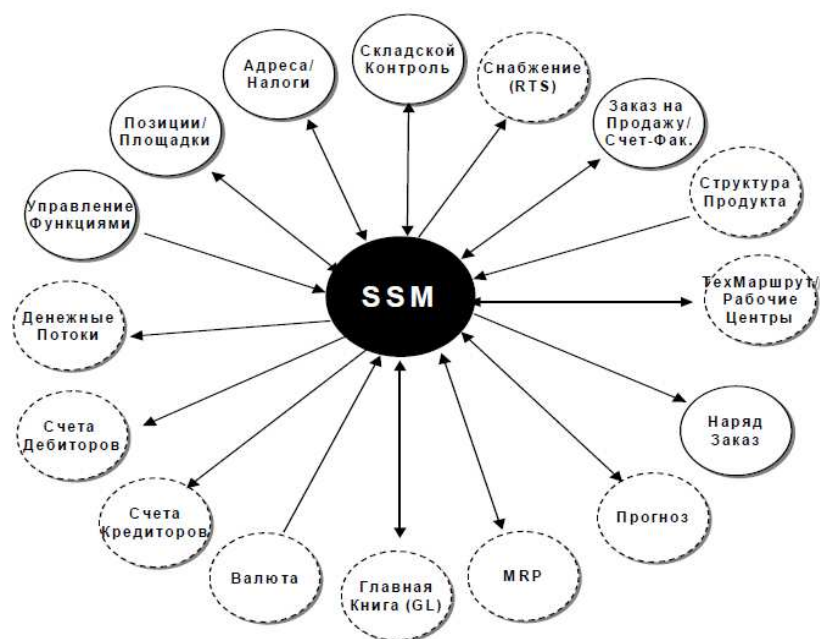 Складской
Контроль
Адреса/
Налоги
Снабжение
(RTS)
Позиции/
Площадки
Заказ на
Продажу/
Счет-Фак.
Управление
Функциями
Структура
Продукта
SSM
ТехМаршрут/
Рабочие
Центры
Денежные
Потоки
Счета
Дебиторов
Наряд
Заказ
Счета
Кредиторов
Прогноз
Валюта
Главная
Книга (GL)
MRP